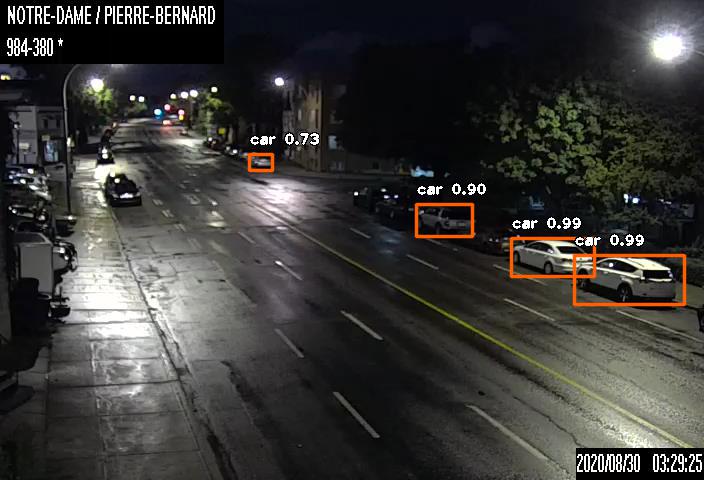 NOTRE-DAME / PIERRE-BERNARD
984-380 *
car 0.73
car 0.90
car 0.99
car 0.99
2020/08/30 03:29:25